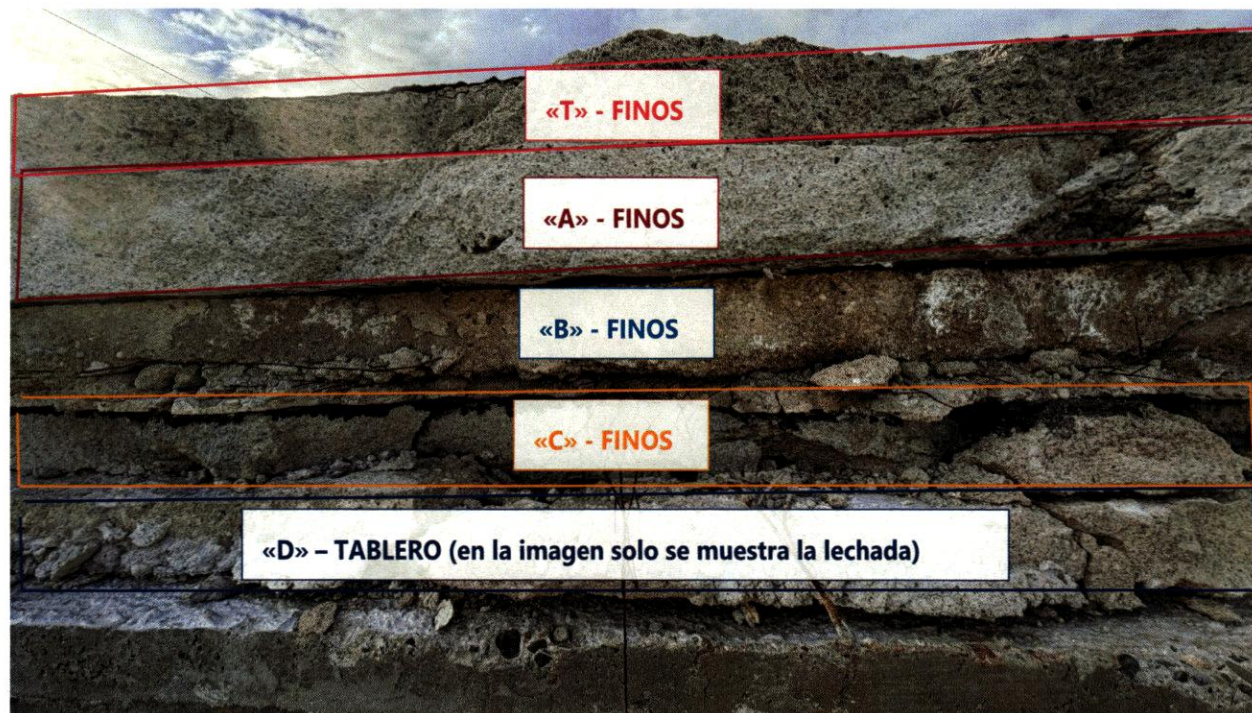 «T» - FINOS
«A» - FINOS
«B» - FINOS
«C» - FINOS
«D» – TABLERO (en la imagen solo se muestra la lechada)